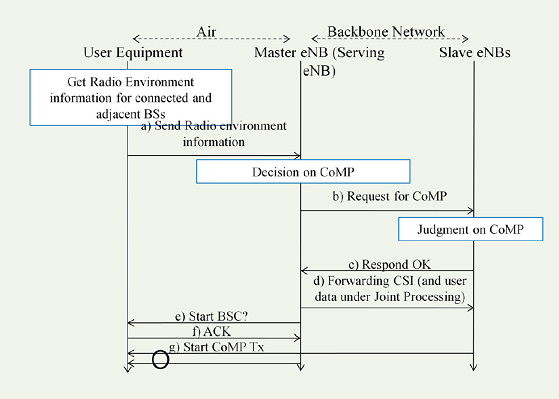 Air
Backbone Network
User Equipment
Master eNB (Serving
eNB)
Slave eNBs
Get Radio Environment
information for connected and
adjacent BSs
a) Send Radio environment
information
Decision on CoMP
b) Request for CoMP
Judgment on CoMP
c) Respond OK
d) Forwarding CSI (and user
data under Joint Processing)
e) Start BSC?
f) ACK
g) Start CoMP Tx